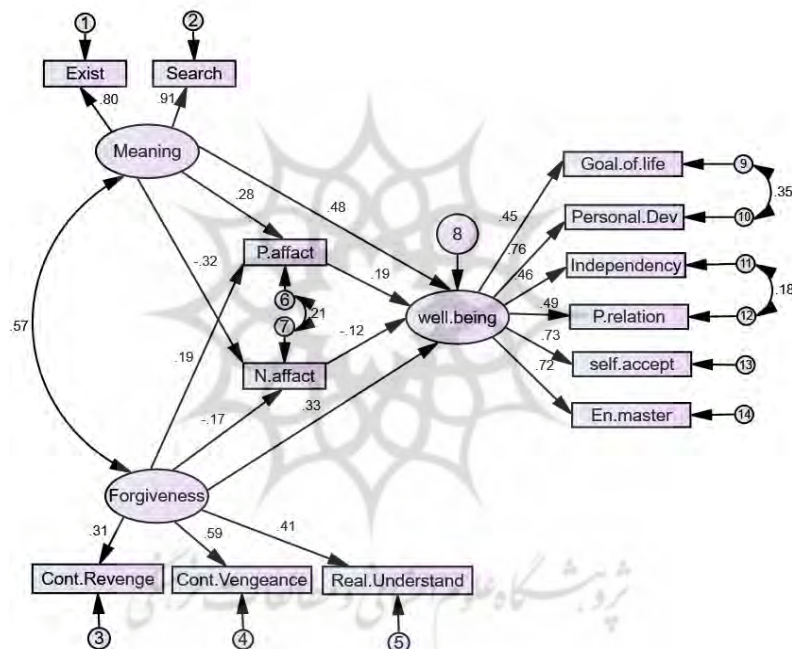 1
2
Exist
Search
.80
.91
Meaning
.28
.48
-.32
.57
P.affact
.19
6
.21
7
-.12
N.affact
.19
-.17
.33
8
well.being
.45
.76
.46
.49
.73
.72
Goal.of.life
9
.35
Personal.Dev
10
Independency
11
.18
P.relation
12
self.accept
13
En.master
14
Forgiveness
.31
.59
.41
Cont.Revenge
Cont.Vengeance
Real.Understand
3
4
5